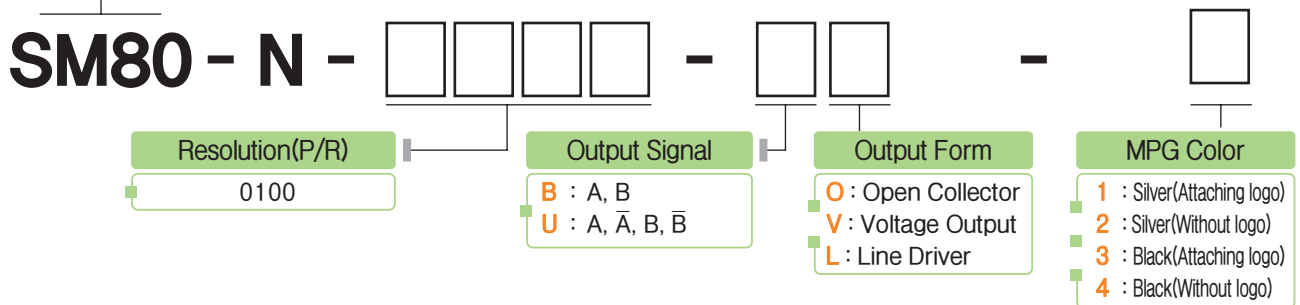 SM80 - N - □□□□ - □□ - □
Resolution(P/R)
0100
Output Signal
B : A, B
U : A, A̅, B, B̅
Output Form
O : Open Collector
V : Voltage Output
L : Line Driver
MPG Color
1 : Silver(Attaching logo)
2 : Silver(Without logo)
3 : Black(Attaching logo)
4 : Black(Without logo)